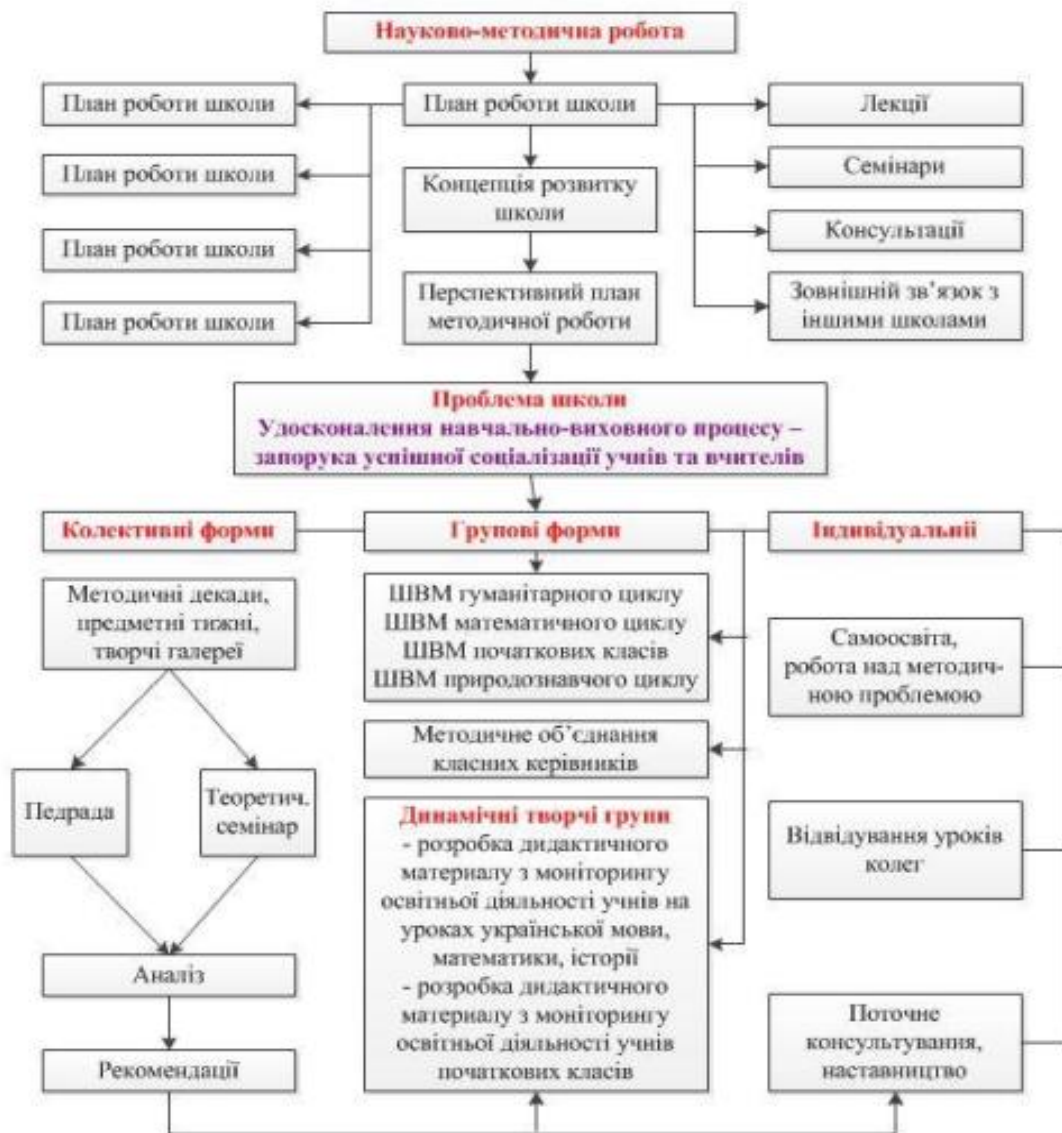 Науково-методична робота
План роботи школи
План роботи школи
Лекції
План роботи школи
Концепція розвитку
школи
Семінари
План роботи школи
Консультації
План роботи школи
Перспективний план
методичної роботи
Зовнішній зв’язок з
іншими школами
Проблема школи
Удосконалення навчально-виховного процесу –
запорука успішної соціалізації учнів та вчителів
Колективні форми
Групові форми
Індивідуальнії
Методичні декади,
предметні тижні,
творчі галереї
Педрада
Теоретич.
семінар
Аналіз
Рекомендації
ШВМ гуманітарного циклу
ШВМ математичного циклу
ШВМ початкових класів
ШВМ природознавчого циклу
Методичне об’єднання
класних керівників
Динамічні творчі групи
- розробка дидактичного
матеріалу з моніторингу
освітньої діяльності учнів на
уроках української мови,
математики, історії
- розробка дидактичного
матеріалу з моніторингу
освітньої діяльності учнів
початкових класів
Самоосвіта,
робота над методич-
ною проблемою
Відвідування уроків
колег
Поточне
консультування,
наставництво